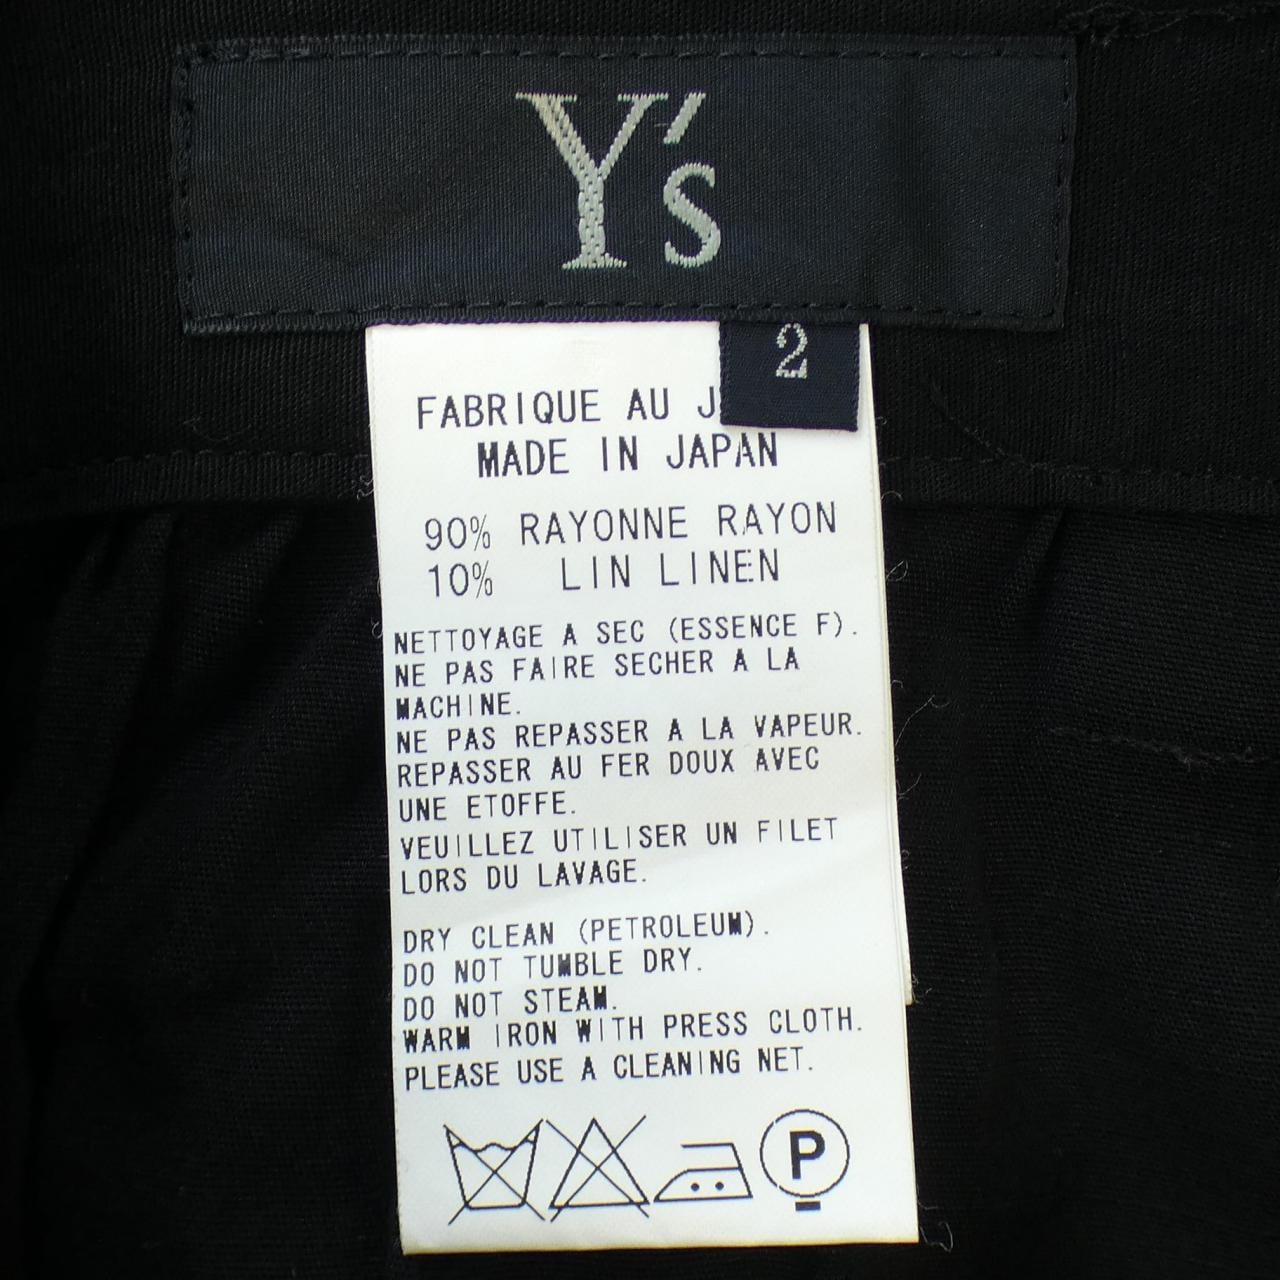 Y's
2
FABRIQUE AU J
MADE IN JAPAN
90% RAYONNE RAYON
10% LIN LINEN
NETTOYAGE A SEC (ESSENCE F).
NE PAS FAIRE SECHER A LA
MACHINE.
NE PAS REPASSER A LA VAPEUR.
REPASSER AU FER DOUX AVEC
UNE ETOFFE.
VEUILLEZ UTILISER UN FILET
LORS DU LAVAGE.
DRY CLEAN (PETROLEUM).
DO NOT TUMBLE DRY.
DO NOT STEAM.
WARM IRON WITH PRESS CLOTH.
PLEASE USE A CLEANING NET.
P